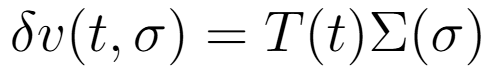 δv(t, σ) = T(t)Σ(σ)